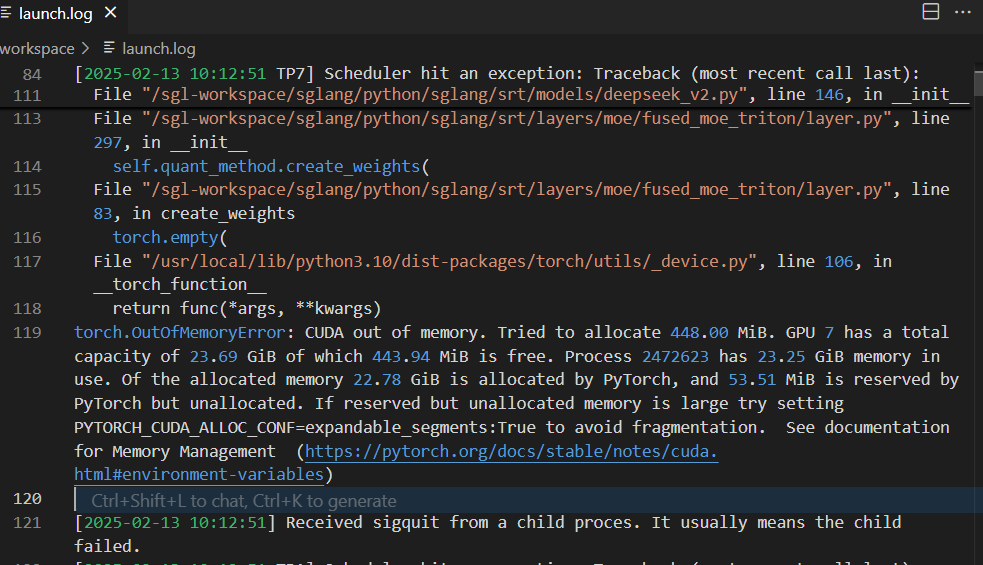 launch.log
workspace > launch.log
84 [2025-02-13 10:12:51 TP7] Scheduler hit an exception: Traceback (most recent call last):
111 File "/sgl-workspace/sglang/python/sglang/srt/models/deepseek_v2.py", line 146, in __init__
113 File "/sgl-workspace/sglang/python/sglang/srt/layers/moe/fused_moe_triton/layer.py", line
297, in __init__
114 self.quant_method.create_weights(
115 File "/sgl-workspace/sglang/python/sglang/srt/layers/moe/fused_moe_triton/layer.py", line
83, in create_weights
116 torch.empty(
117 File "/usr/local/lib/python3.10/dist-packages/torch/utils/_device.py", line 106, in
__torch_function__
118 return func(*args, **kwargs)
119 torch.OutOfMemoryError: CUDA out of memory. Tried to allocate 448.00 MiB. GPU 7 has a total
capacity of 23.69 GiB of which 443.94 MiB is free. Process 2472623 has 23.25 GiB memory in
use. Of the allocated memory 22.78 GiB is allocated by PyTorch, and 53.51 MiB is reserved by
PyTorch but unallocated. If reserved but unallocated memory is large try setting
PYTORCH_CUDA_ALLOC_CONF=expandable_segments:True to avoid fragmentation.  See documentation
for Memory Management  (https://pytorch.org/docs/stable/notes/cuda.
html#environment-variables)
120 Ctrl+Shift+L to chat, Ctrl+K to generate
121 [2025-02-13 10:12:51] Received sigquit from a child proces. It usually means the child
failed.